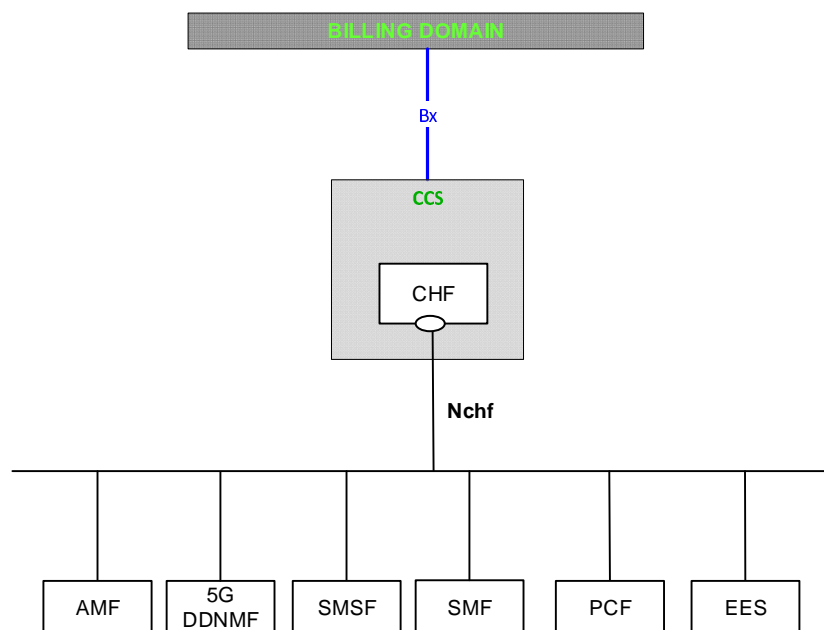 BILLING DOMAIN
Bx
CCS
CHF
Nchf
AMF
5G
DDNMF
SMSF
SMF
PCF
EES